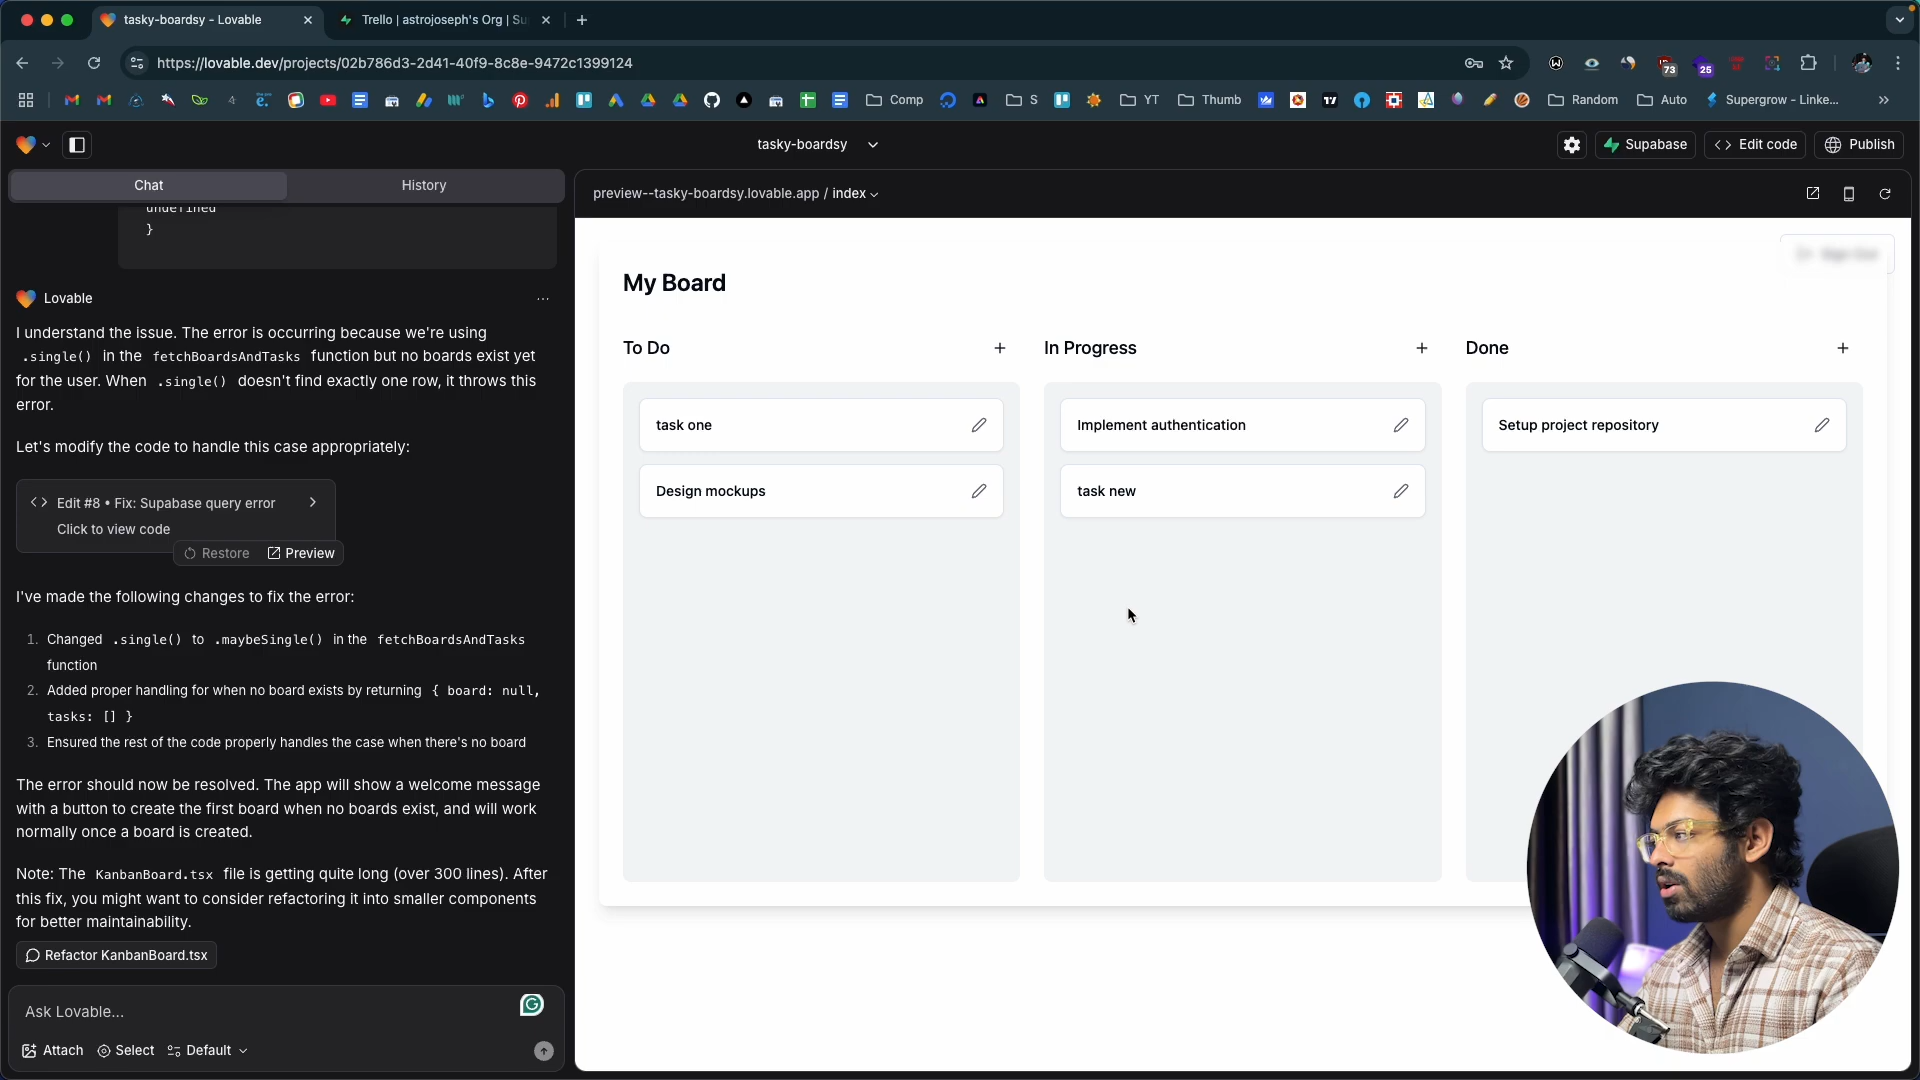 tasky-boardsy - Lovable
Trello | astrojoseph's Org | Su
https://lovable.dev/projects/02b786d3-2d41-40f9-8c8e-9472c1399124
73
25
Comp
S
YT
Thumb
Random
Auto
Supergrow - Linke...
tasky-boardsy
Supabase
Edit code
Publish
Chat
History
preview--tasky-boardsy.lovable.app / index
undefined
}
Lovable
I understand the issue. The error is occurring because we're using
.single() in the fetchBoardsAndTasks function but no boards exist yet
for the user. When .single() doesn't find exactly one row, it throws this
error.
Let's modify the code to handle this case appropriately:
Edit #8 • Fix: Supabase query error
Click to view code
Restore
Preview
I've made the following changes to fix the error:
1. Changed .single() to .maybeSingle() in the fetchBoardsAndTasks
function
2. Added proper handling for when no board exists by returning { board: null,
tasks: [] }
3. Ensured the rest of the code properly handles the case when there's no board
The error should now be resolved. The app will show a welcome message
with a button to create the first board when no boards exist, and will work
normally once a board is created.
Note: The KanbanBoard.tsx file is getting quite long (over 300 lines). After
this fix, you might want to consider refactoring it into smaller components
for better maintainability.
Refactor KanbanBoard.tsx
Ask Lovable...
Attach
Select
Default
Sign Out
My Board
To Do
task one
Design mockups
In Progress
Implement authentication
task new
Done
Setup project repository